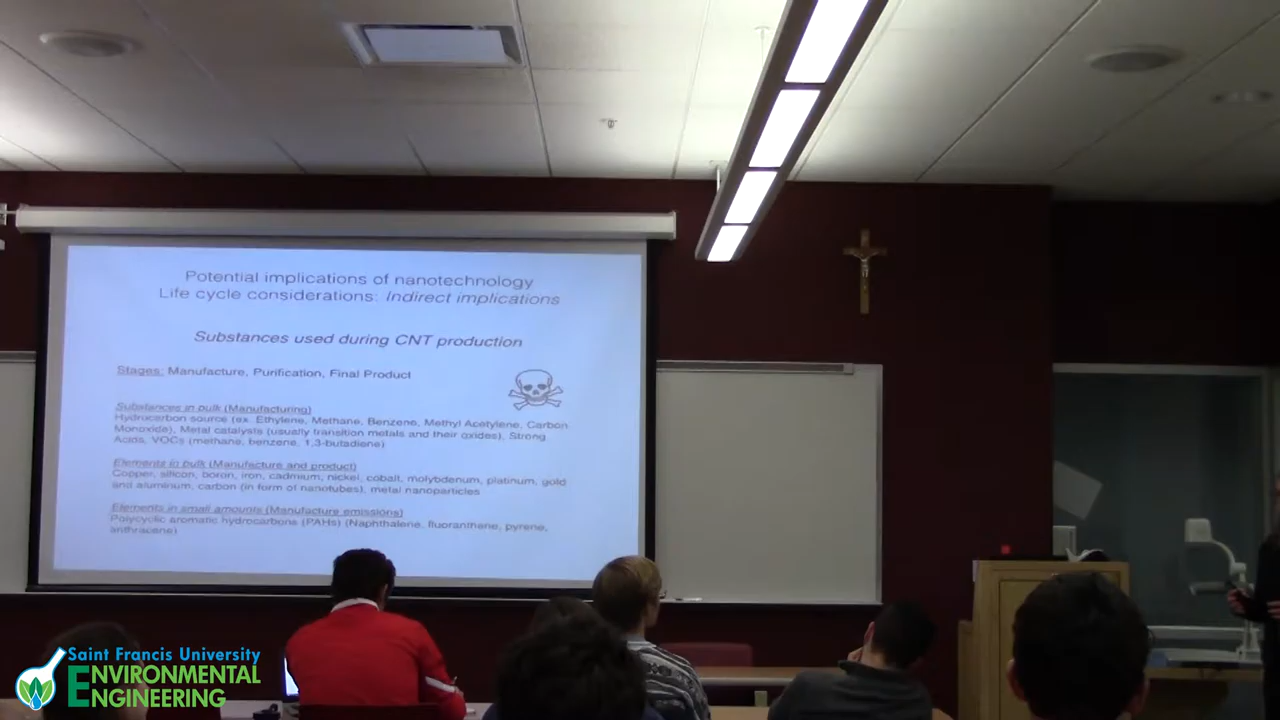 Potential implications of nanotechnology
Life cycle considerations: Indirect implications
Substances used during CNT production
Stages: Manufacture, Purification, Final Product
Substances in bulk (Manufacturing)
Hydrocarbon source (ex. Ethylene, Methane, Benzene, Methyl Acetylene, Carbon
Monoxide), Metal catalysts (usually transition metals and their oxides), Strong
Acids, VOCs (methane, benzene, 1,3-butadiene)
Elements in bulk (Manufacture and product)
Copper, silicon, boron, iron, cadmium, nickel, cobalt, molybdenum, platinum, gold
and aluminum, carbon (in form of nanotubes), metal nanoparticles
Elements in small amounts (Manufacture emissions)
Polycyclic aromatic hydrocarbons (PAHs) (Naphthalene, fluoranthene, pyrene,
anthracene)
Saint Francis University
ENVIRONMENTAL
ENGINEERING